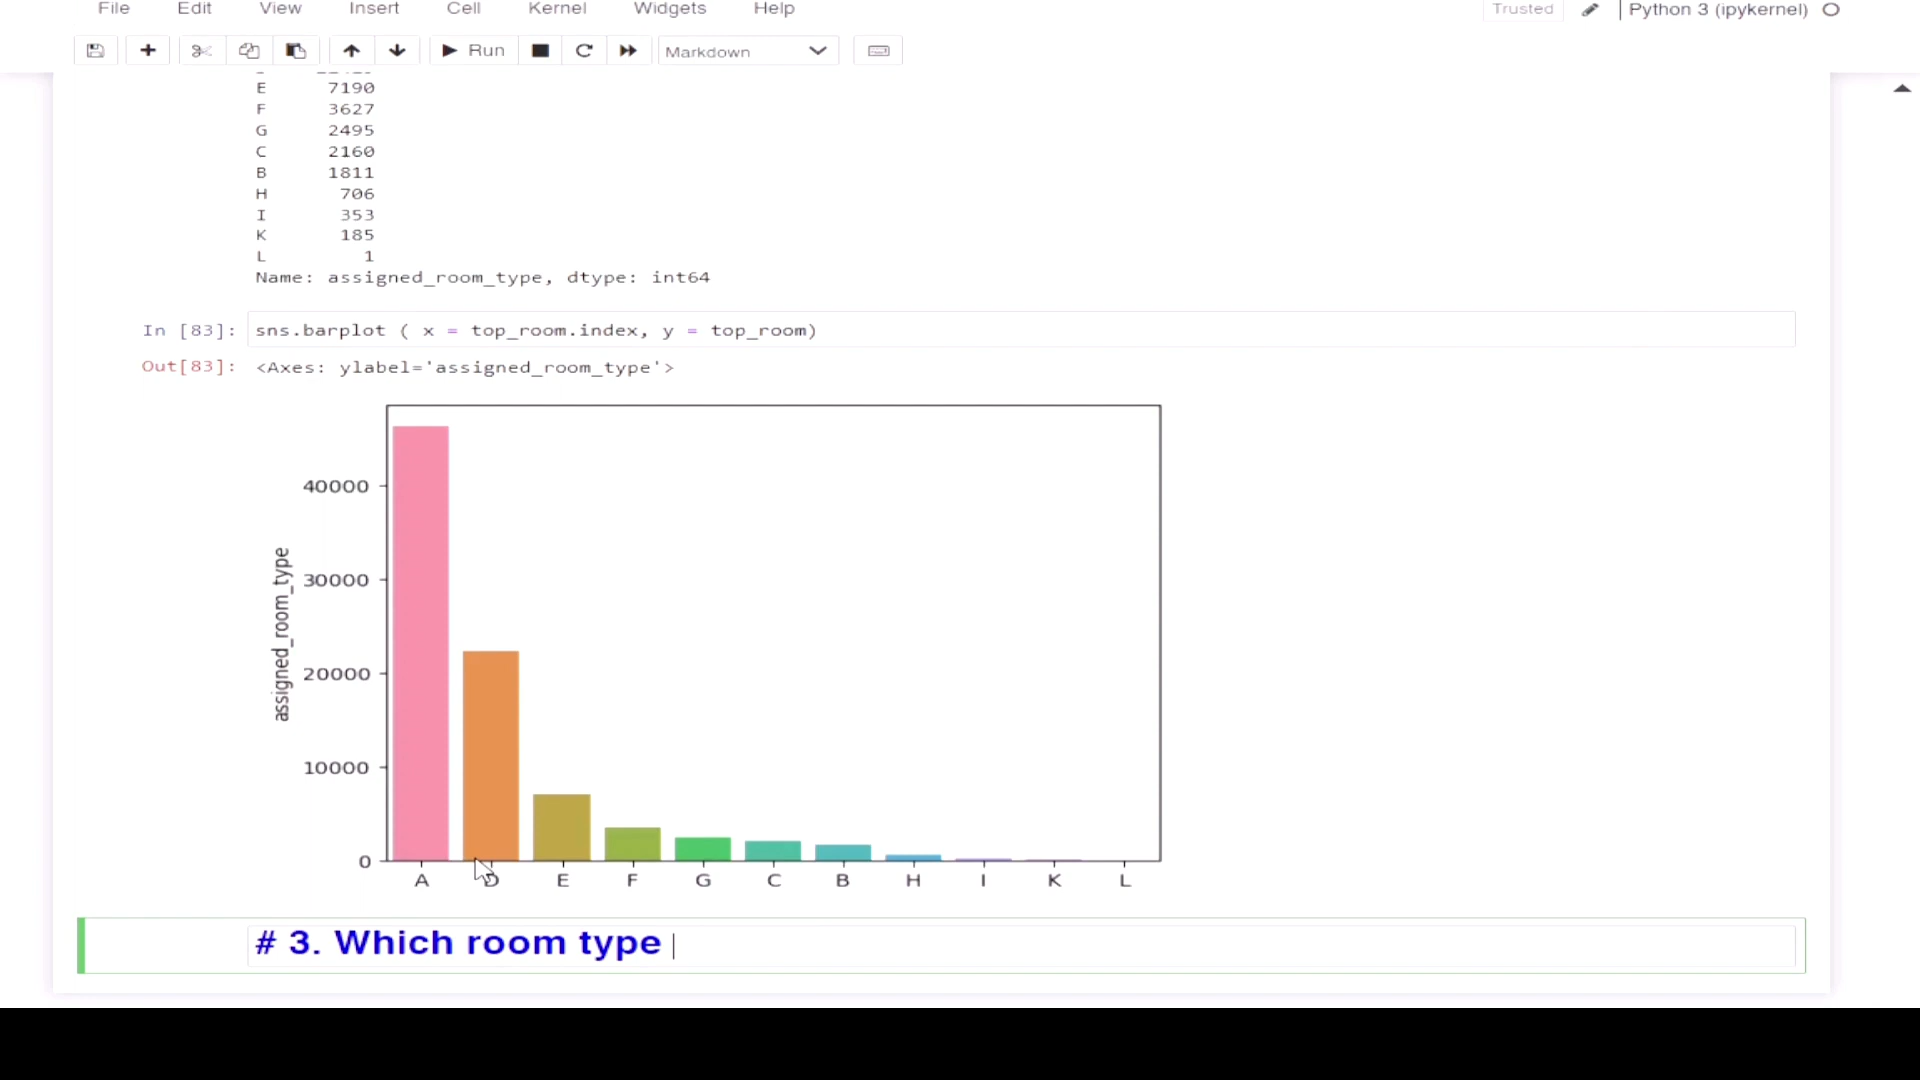 File Edit View Insert Cell Kernel Widgets Help Trusted Python 3 (ipykernel)
Run Markdown
E 7190
F 3627
G 2495
C 2160
B 1811
H 706
I 353
K 185
L 1
Name: assigned_room_type, dtype: int64
In [83]: sns.barplot ( x = top_room.index, y = top_room)
Out[83]: <Axes: ylabel='assigned_room_type'>
assigned_room_type
40000
30000
20000
10000
0
A D E F G C B H I K L
# 3. Which room type